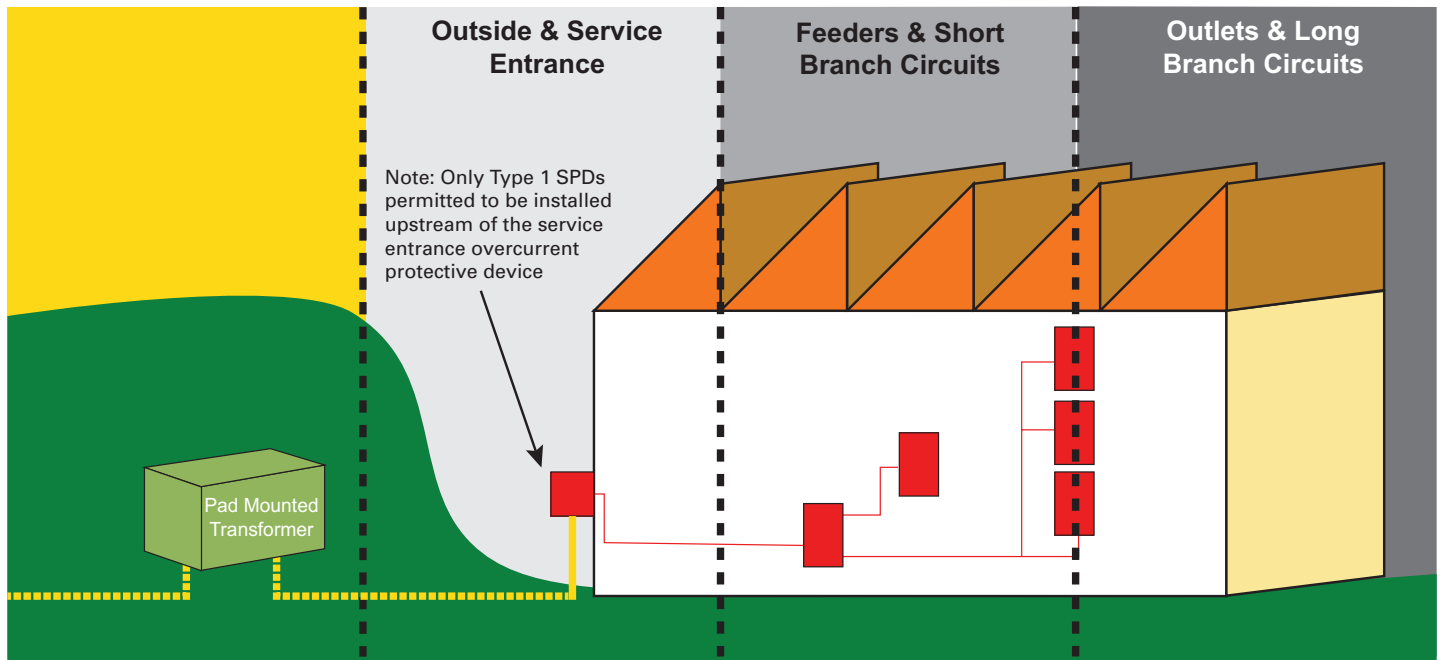 Outside & Service
Entrance
Feeders & Short
Branch Circuits
Outlets & Long
Branch Circuits
Note: Only Type 1 SPDs
permitted to be installed
upstream of the service
entrance overcurrent
protective device
Pad Mounted
Transformer